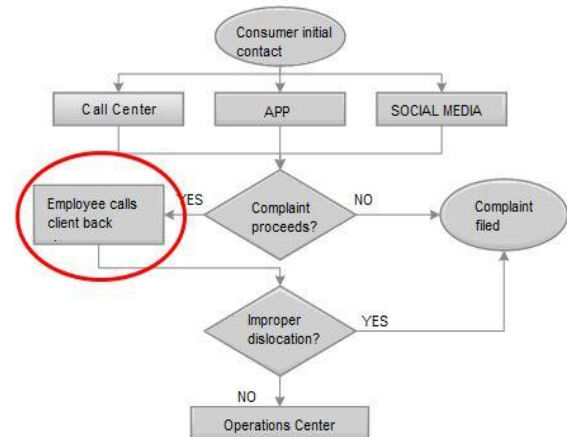 Consumer initial
contact
Call Center
APP
SOCIAL MEDIA
Employee calls
client back
YES
Complaint
proceeds?
NO
Complaint
filed
Improper
dislocation?
YES
NO
Operations Center